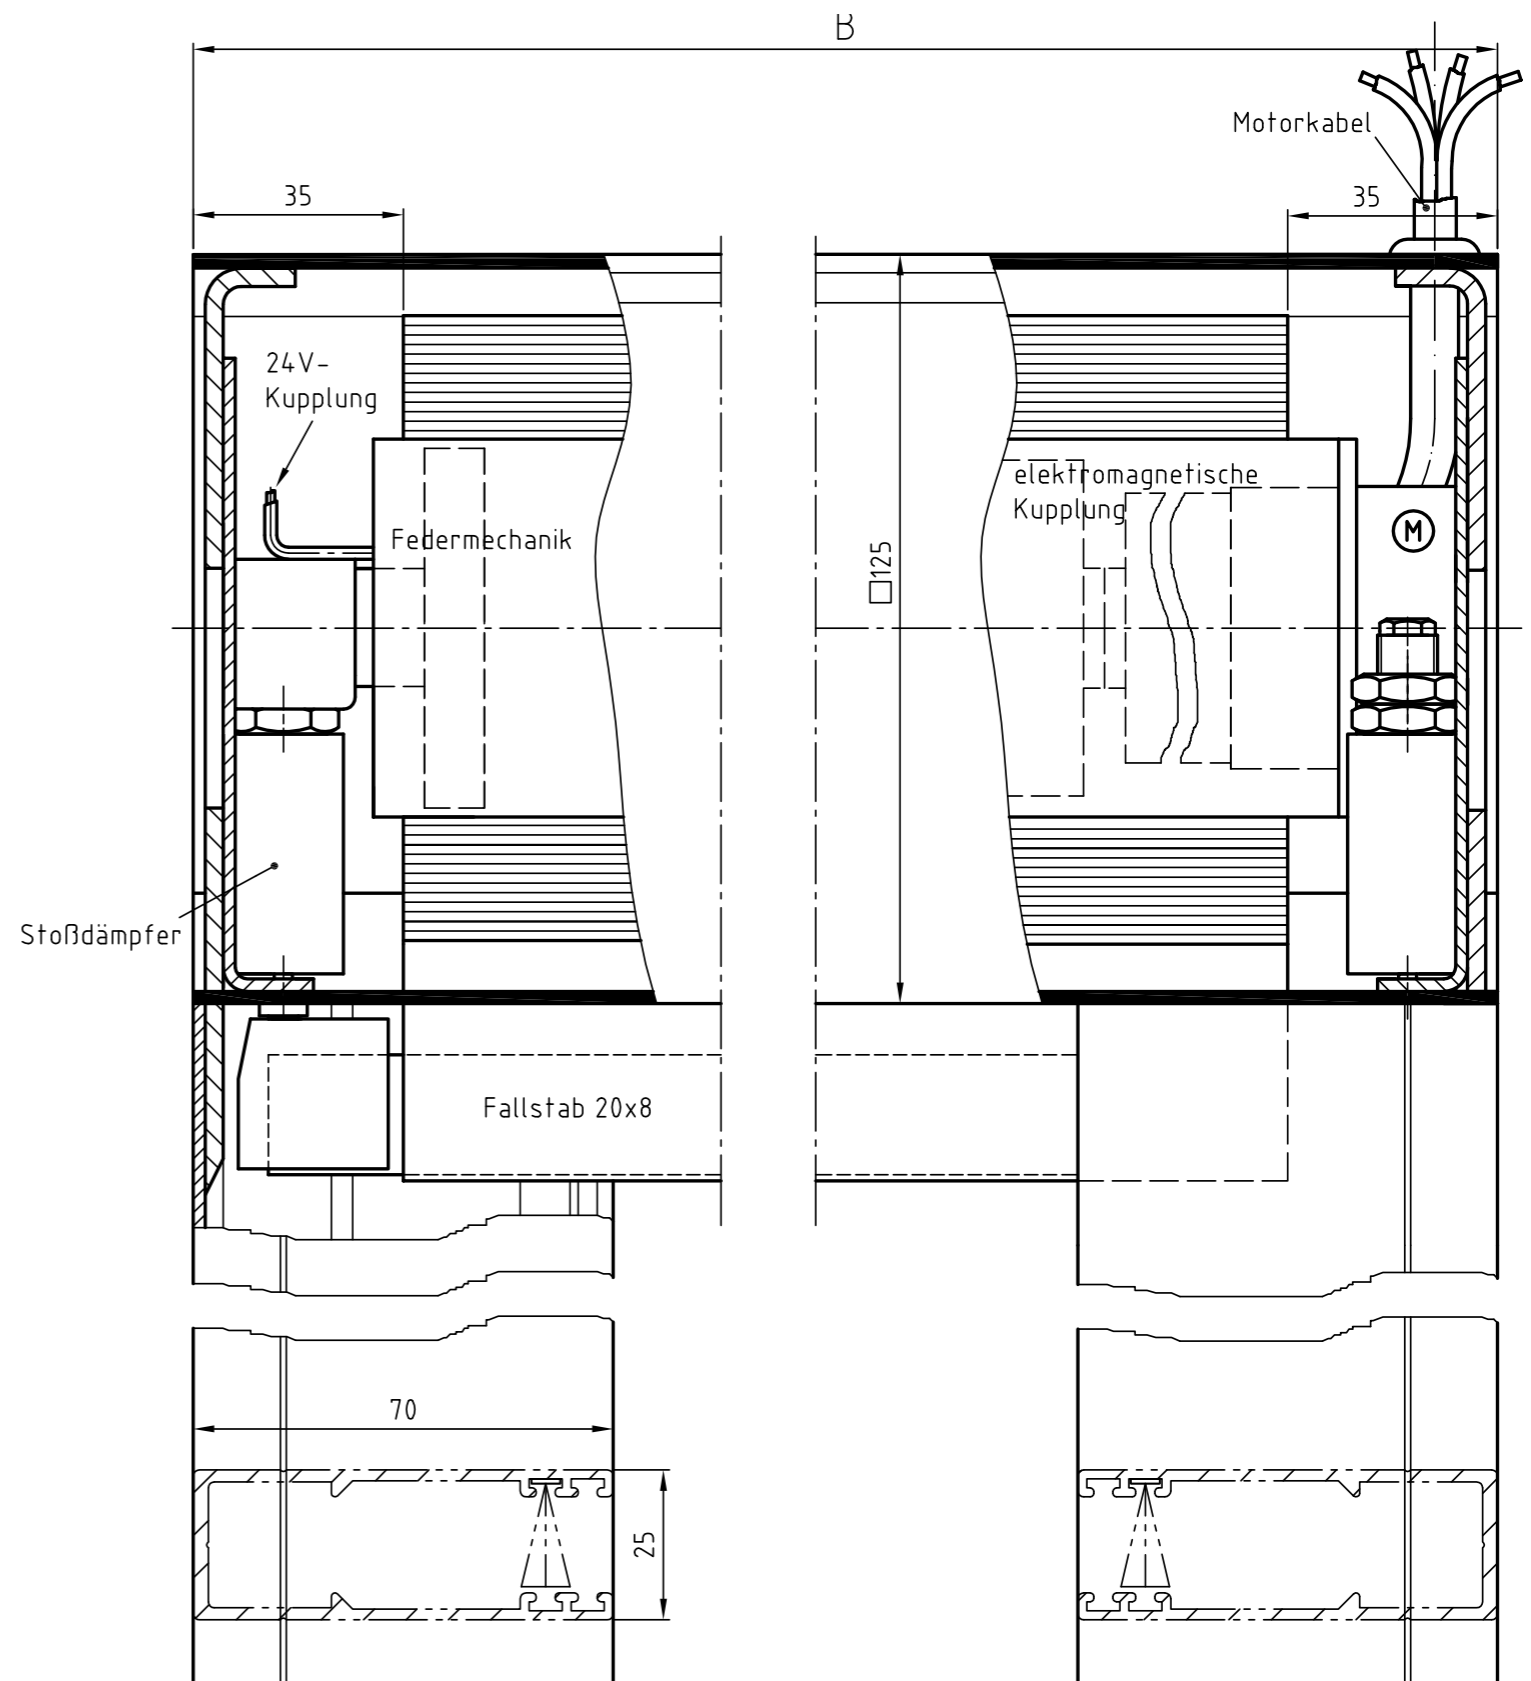 B
Motorkabel
35
35
24V-
Kupplung
elektromagnetische
Kupplung
M
Federmechanik
□125
Stoßdämpfer
Fallstab 20x8
70
25